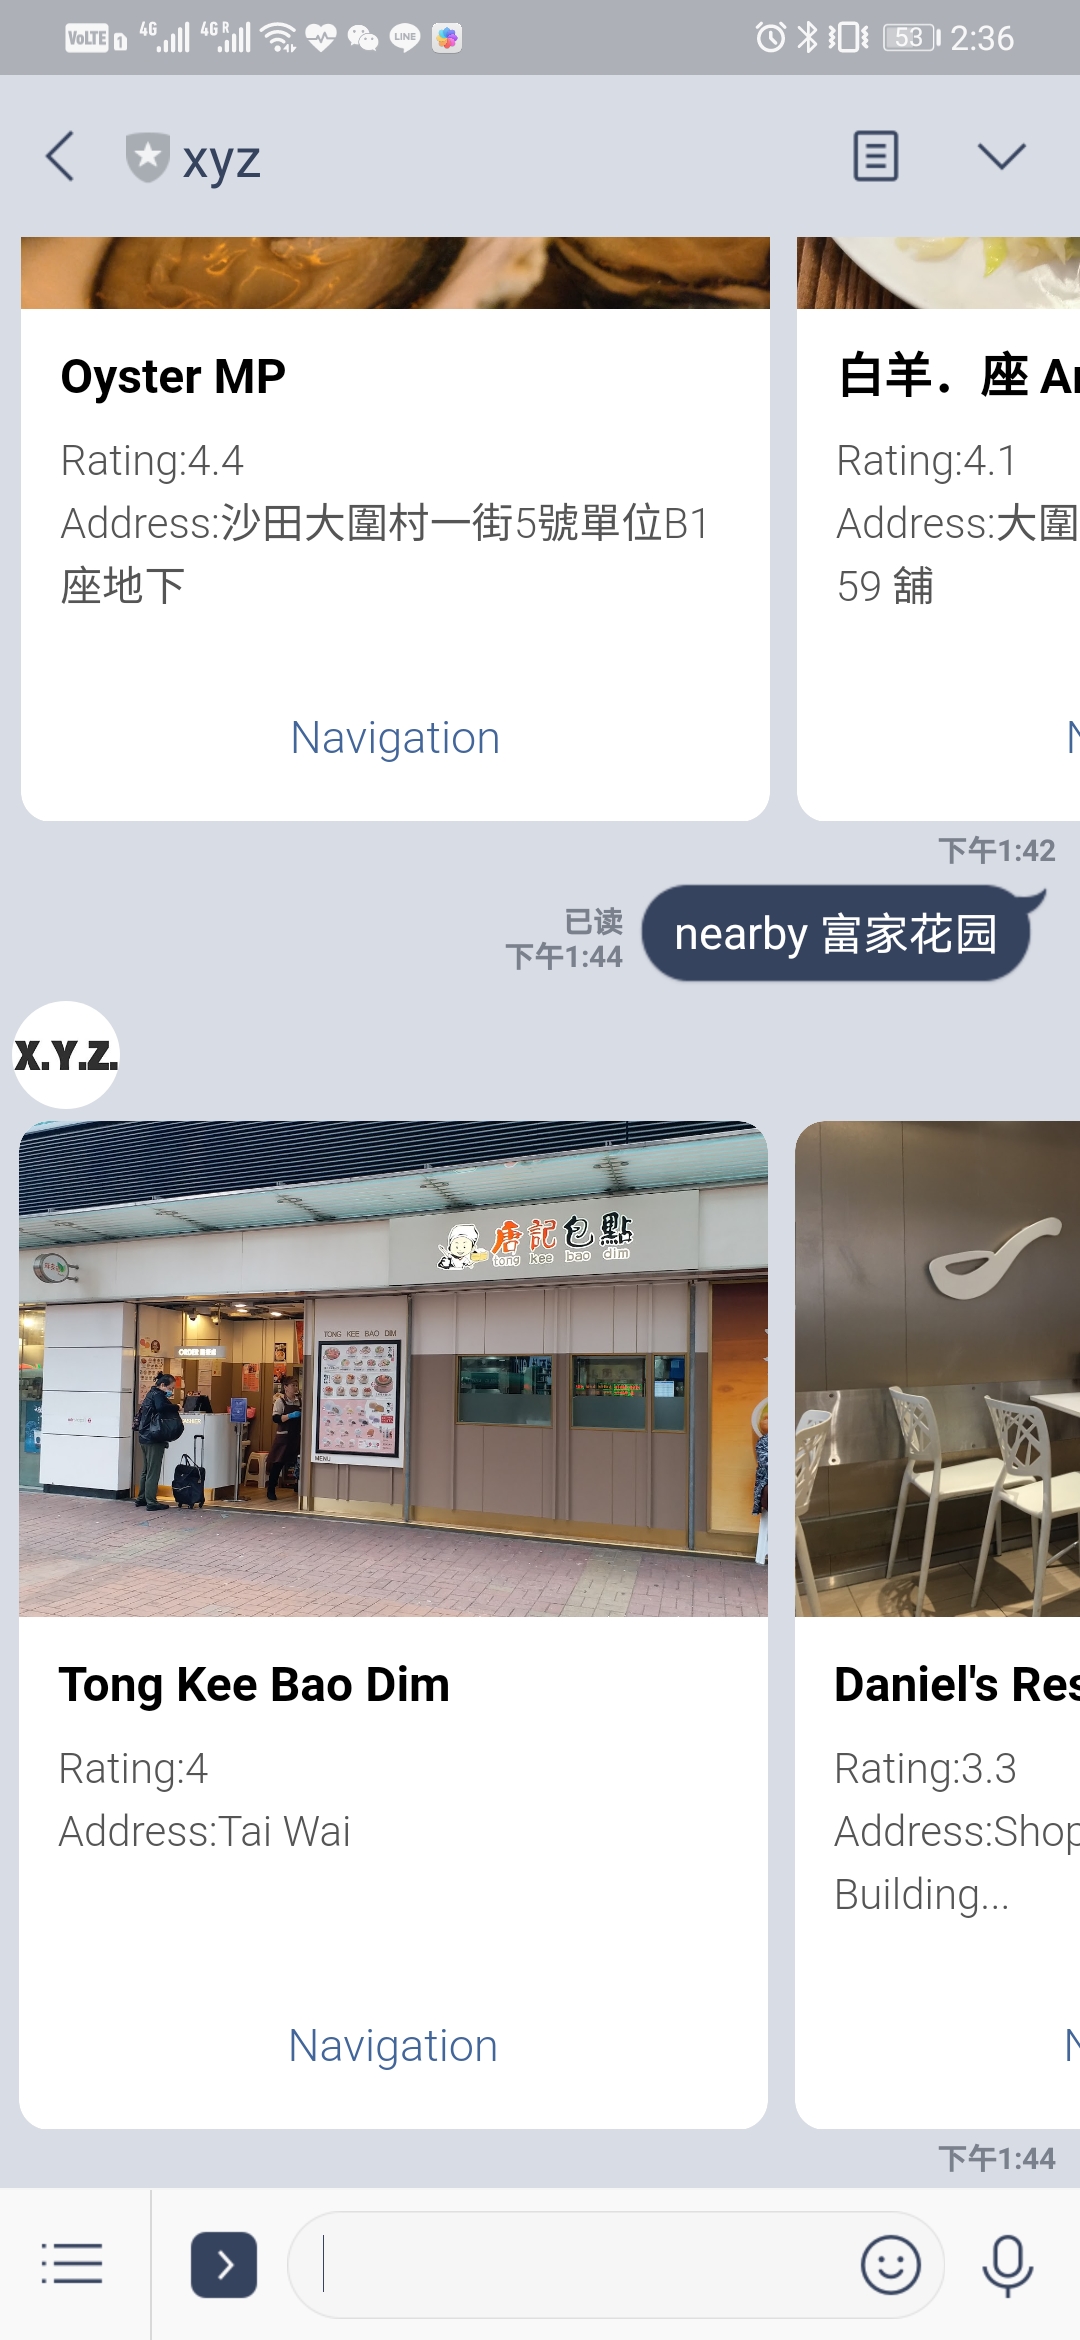 VoLTE 1 4G 4G R LINE 53 2:36
xyz
Oyster MP
Rating:4.4
Address:沙田大圍村一街5號單位B1
座地下
Navigation
白羊．座 A
Rating:4.1
Address:大圍
59 舖
N
下午1:42
已读
下午1:44
nearby 富家花园
X.Y.Z.
唐記包點
tong kee bao dim
TONG KEE BAO DIM
MENU
Tong Kee Bao Dim
Rating:4
Address:Tai Wai
Navigation
Daniel's Res
Rating:3.3
Address:Shop
Building...
N
下午1:44